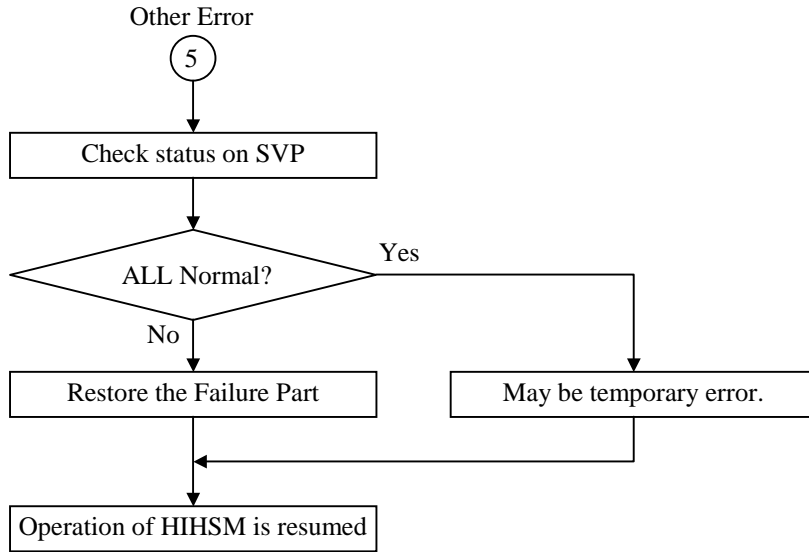 Other Error
5
Check status on SVP
ALL Normal?
Yes
No
Restore the Failure Part
May be temporary error.
Operation of HIHSM is resumed